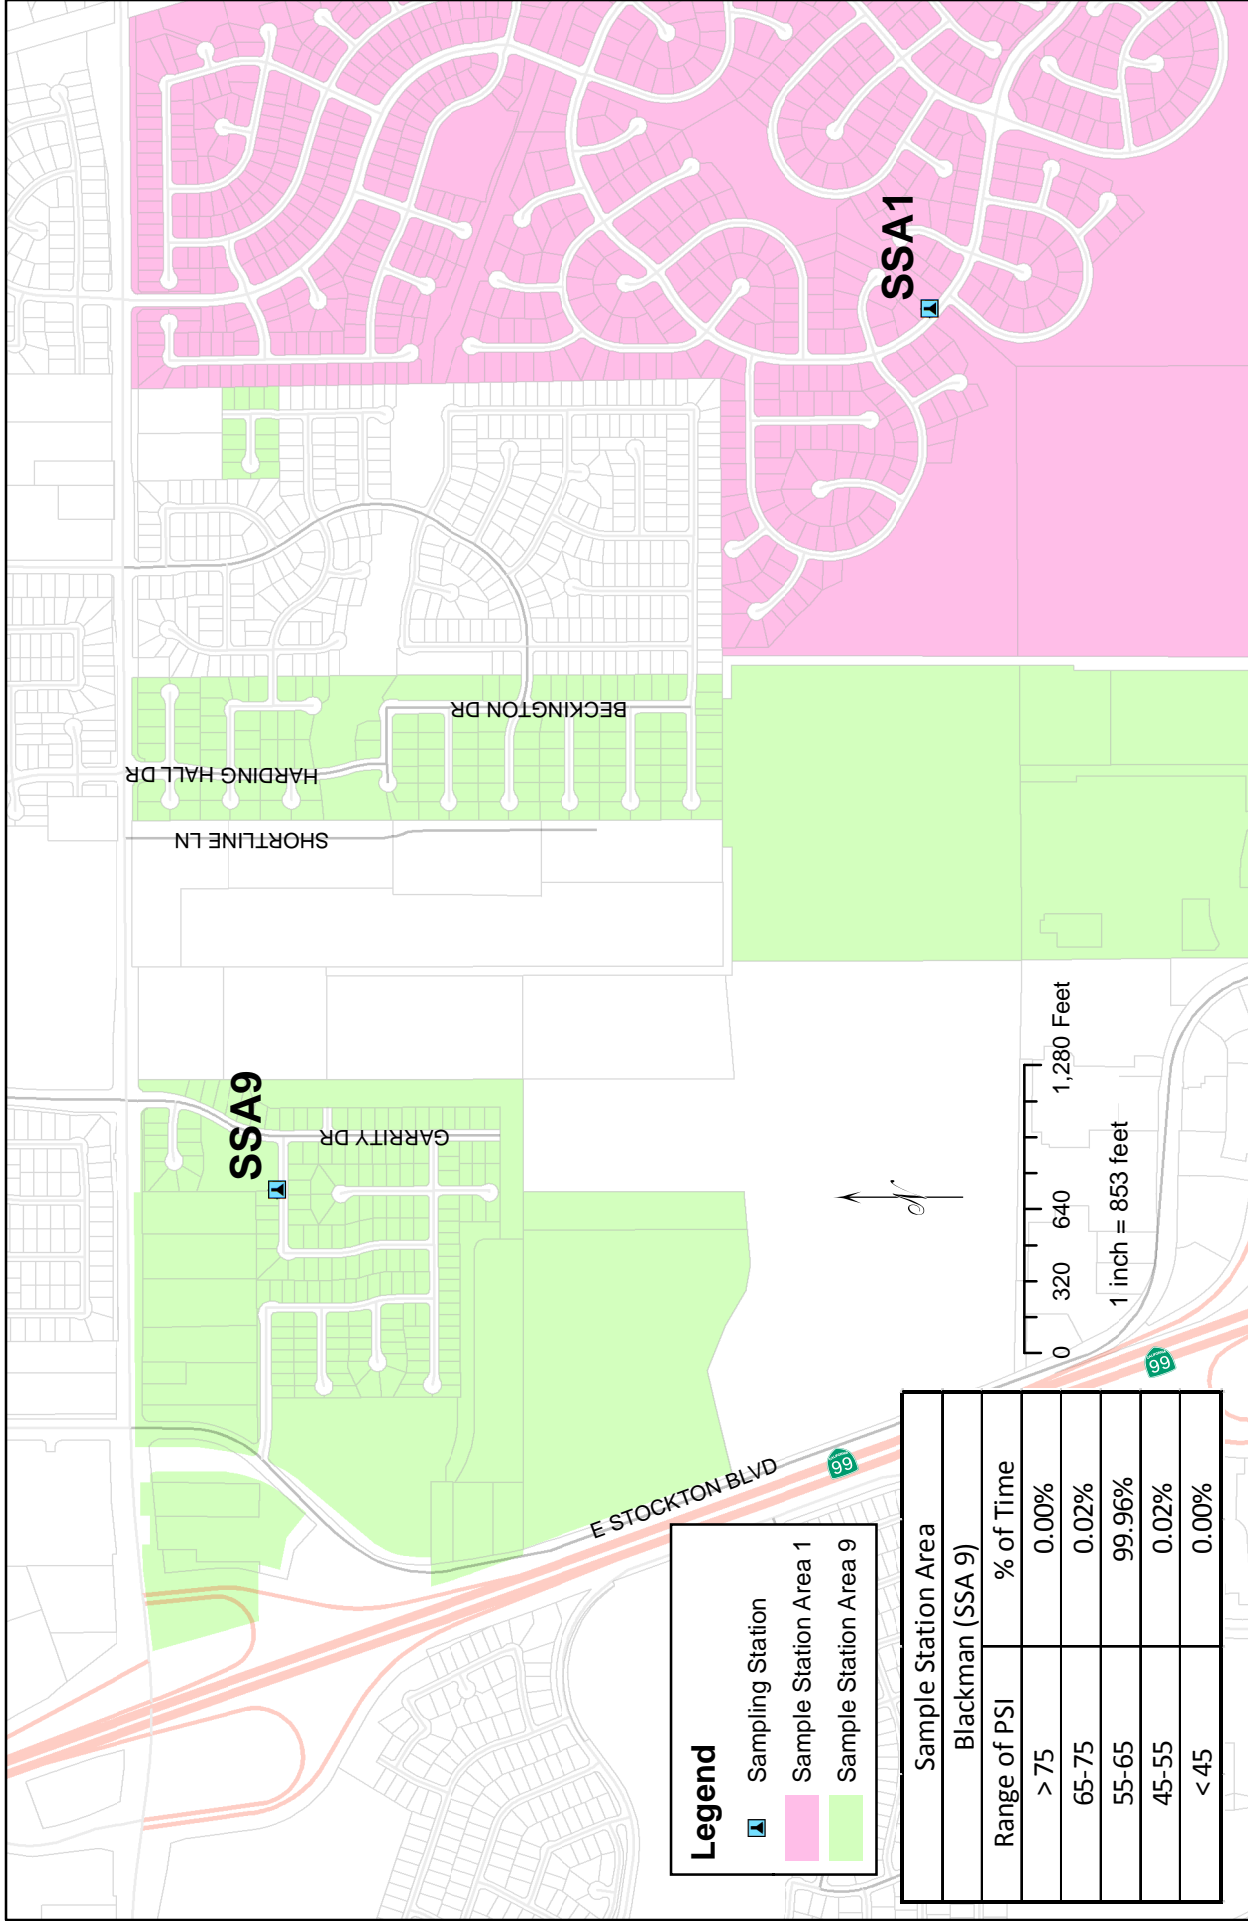 SSA9
SSA1
GARRITY DR
SHORTLINE LN
HARDING HALL DR
BECKINGTON DR
E STOCKTON BLVD
99
99
Legend
Sampling Station
Sample Station Area 1
Sample Station Area 9
0 320 640 1,280 Feet
1 inch = 853 feet
Sample Station Area
Blackman (SSA 9)
Range of PSI % of Time
> 75 0.00%
65-75 0.02%
55-65 99.96%
45-55 0.02%
< 45 0.00%